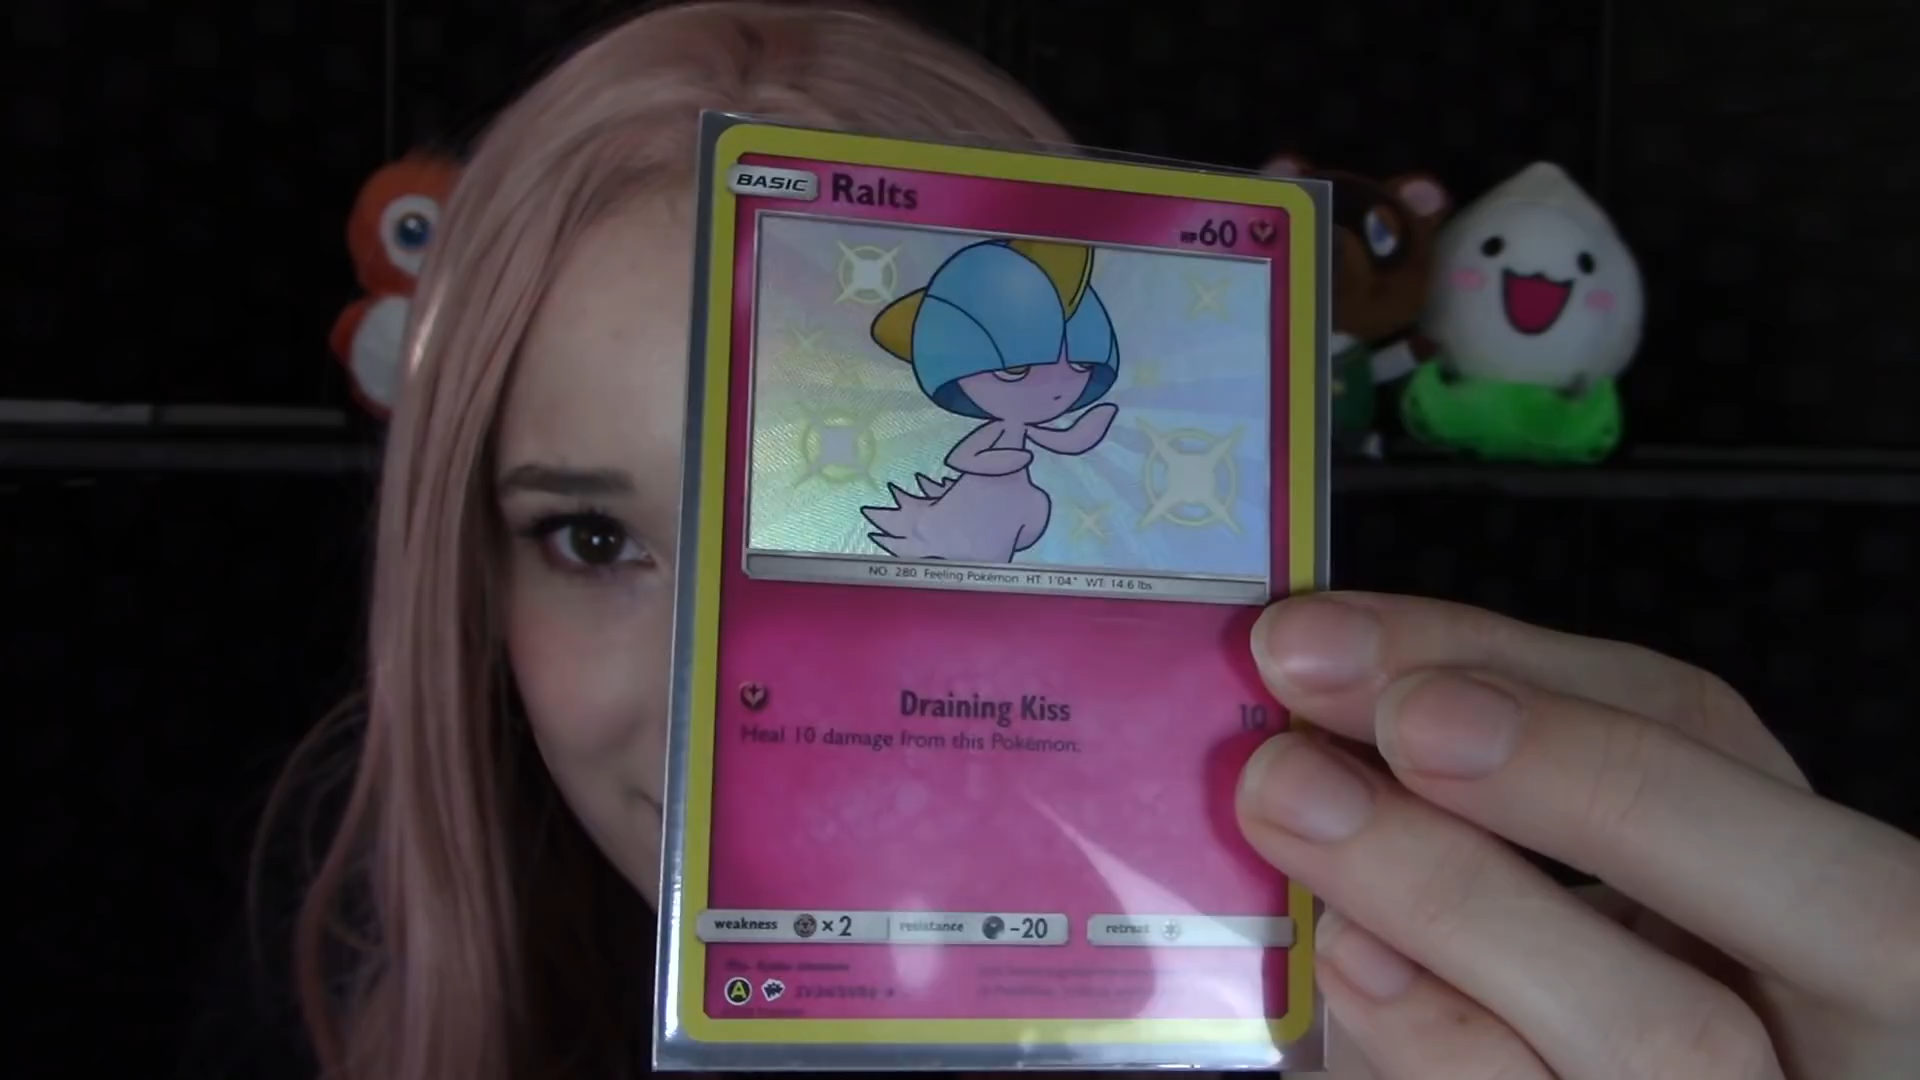 BASIC Ralts
HP60
NO. 280 Feeling Pokémon HT: 1'04" WT: 14.6 lbs
Draining Kiss 10
Heal 10 damage from this Pokémon.
weakness ×2 resistance -20 retreat
A